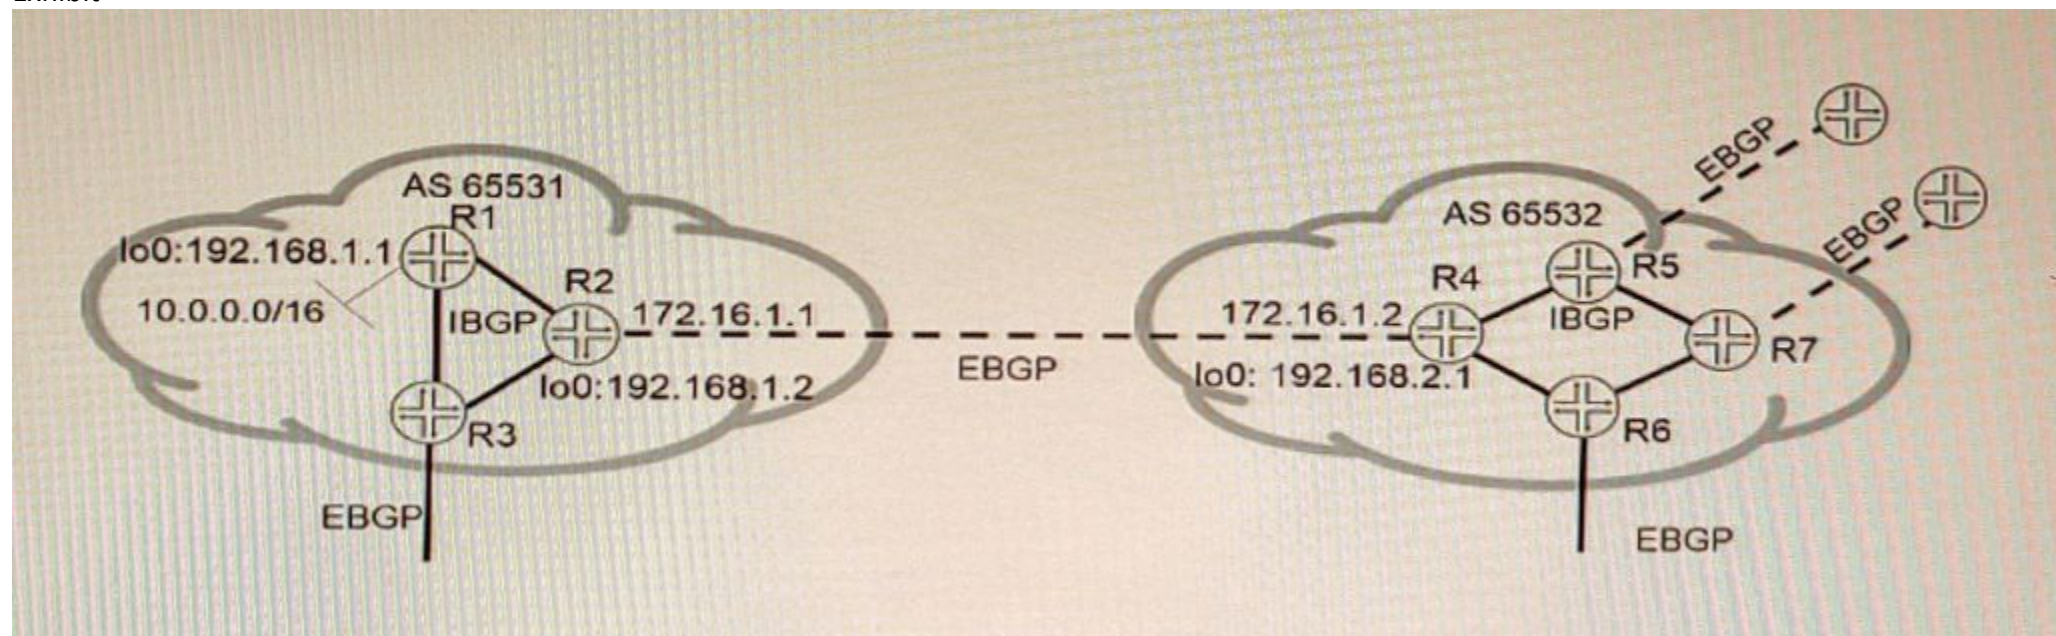 AS 65531
R1
lo0:192.168.1.1
10.0.0.0/16
IBGP
R2
172.16.1.1
lo0:192.168.1.2
R3
EBGP
EBGP
AS 65532
R4
172.16.1.2
lo0: 192.168.2.1
R5
IBGP
R7
R6
EBGP
EBGP
EBGP